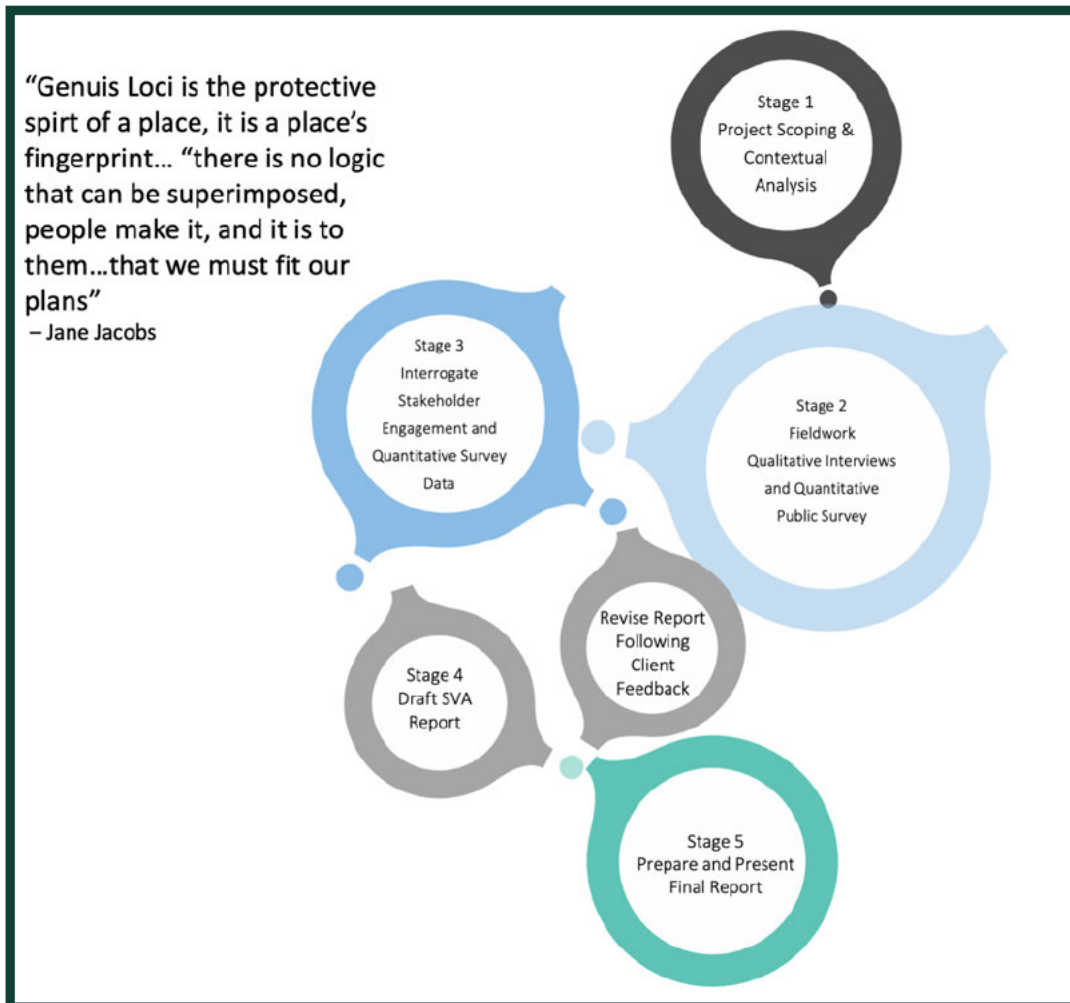 “Genuis Loci is the protective
spirt of a place, it is a place’s
fingerprint... “there is no logic
that can be superimposed,
people make it, and it is to
them...that we must fit our
plans”
– Jane Jacobs
Stage 1
Project Scoping &
Contextual
Analysis
Stage 2
Fieldwork
Qualitative Interviews
and Quantitative
Public Survey
Stage 3
Interrogate
Stakeholder
Engagement and
Quantitative Survey
Data
Stage 4
Draft SVA
Report
Revise Report
Following
Client
Feedback
Stage 5
Prepare and Present
Final Report